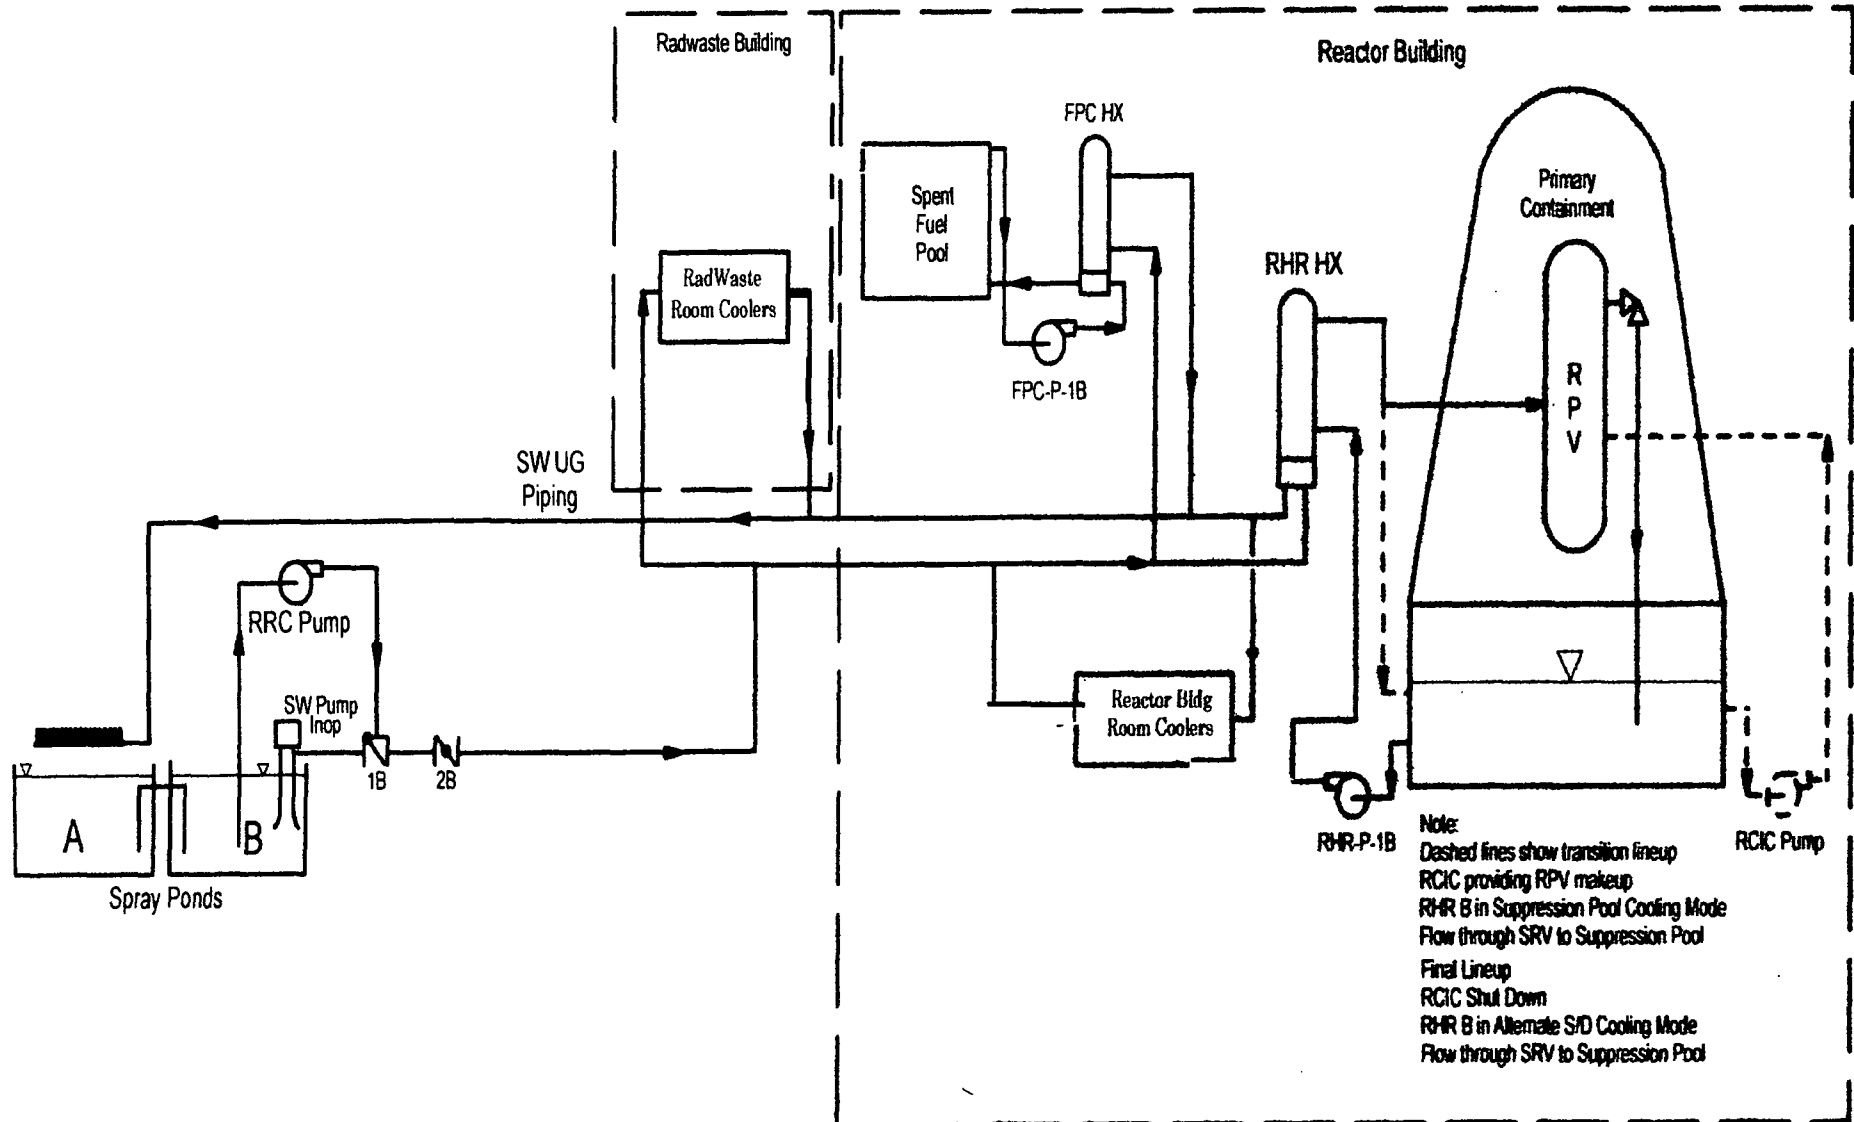 Radwaste Building
Reactor Building
FPC HX
Spent
Fuel
Pool
Primary
Containment
RadWaste
Room Coolers
RHR HX
FPC-P-1B
R
P
V
SW UG
Piping
RRC Pump
SW Pump
Inop
1B
2B
Reactor Bldg
Room Coolers
A
B
Spray Ponds
RHR-P-1B
RCIC Pump
Note:
Dashed lines show transition lineup
RCIC providing RPV makeup
RHR B in Suppression Pool Cooling Mode
Flow through SRV to Suppression Pool
Final Lineup
RCIC Shut Down
RHR B in Alternate S/D Cooling Mode
Flow through SRV to Suppression Pool